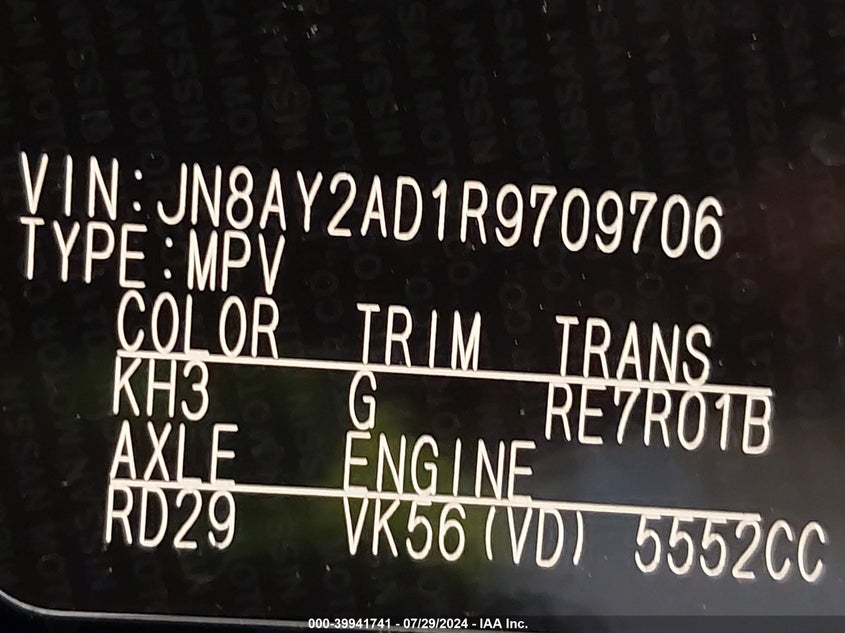 VIN:JN8AY2AD1R9709706
TYPE:MPV
COLOR TRIM TRANS
KH3 G RE7R01B
AXLE ENGINE
RD29 VK56(VD) 5552CC
000-39941741 - 07/29/2024 - IAA Inc.